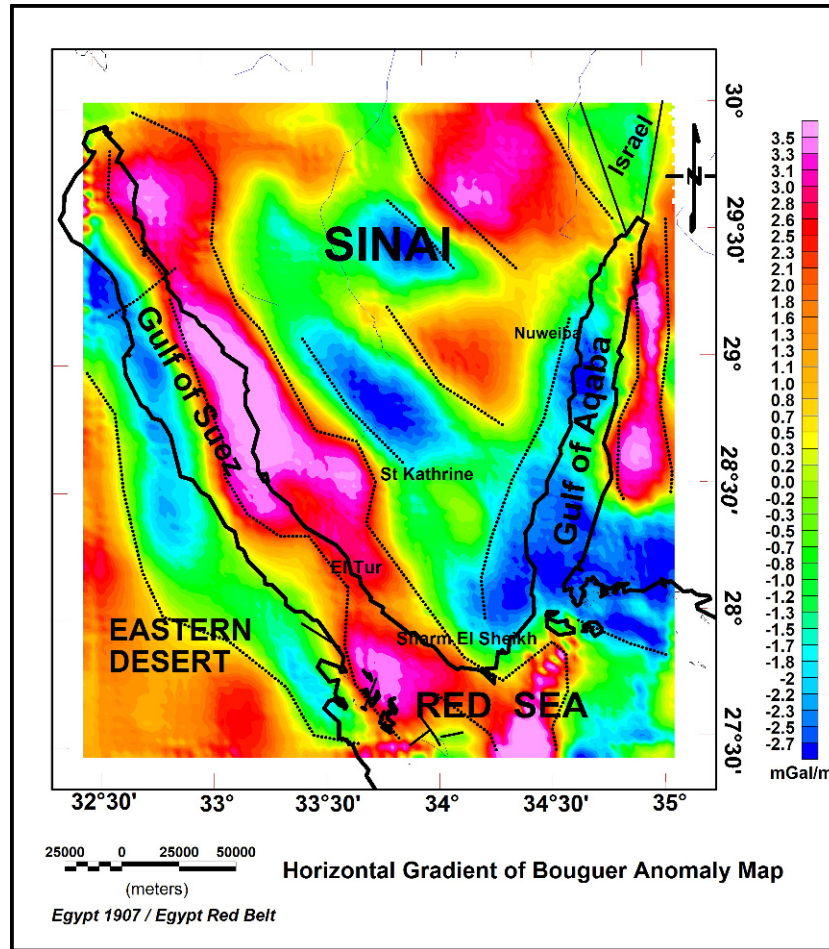 30°
Israel
N
29°30'
SINAI
Nuweiba
Gulf of Suez
29°
Gulf of Aqaba
St Kathrine
28°30'
El Tur
28°
EASTERN
DESERT
Sharm El Sheikh
RED SEA
27°30'
32°30'
33°
33°30'
34°
34°30'
35°
3.5
3.3
3.1
3.0
2.8
2.6
2.5
2.3
2.1
2.0
1.8
1.6
1.3
1.1
1.0
0.8
0.7
0.5
0.3
0.2
0.0
-0.2
-0.3
-0.5
-0.7
-0.8
-1.0
-1.2
-1.3
-1.5
-1.7
-1.8
-2
-2.2
-2.3
-2.5
-2.7
mGal/m
25000 0 25000 50000
(meters)
Horizontal Gradient of Bouguer Anomaly Map
Egypt 1907 / Egypt Red Belt